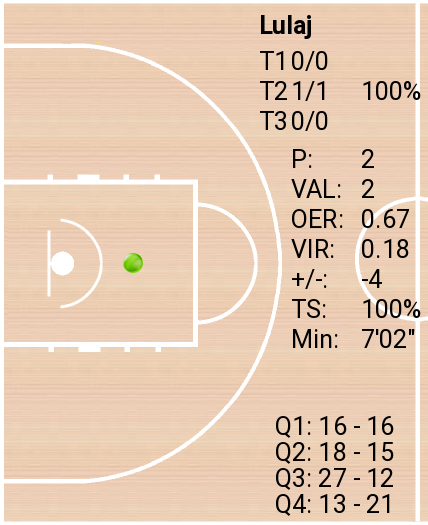 Lulaj
T1 0/0
T2 1/1 100%
T3 0/0
P: 2
VAL: 2
OER: 0.67
VIR: 0.18
+/-: -4
TS: 100%
Min: 7'02"
Q1: 16 - 16
Q2: 18 - 15
Q3: 27 - 12
Q4: 13 - 21